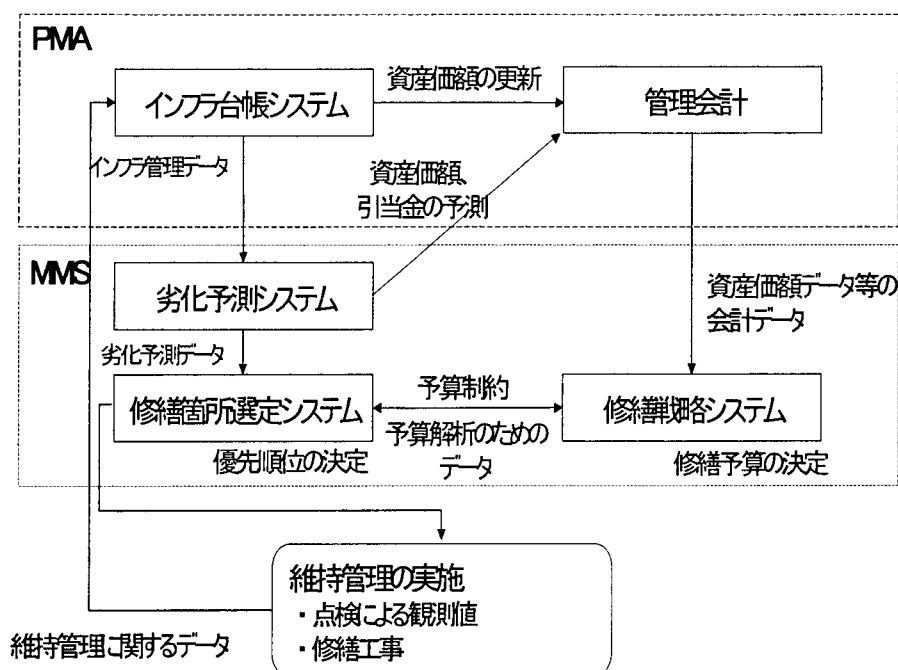 PMA
インフラ台帳システム
資産価額の更新
管理会計
インフラ管理データ
資産価額、
引当金の予測
MMS
劣化予測システム
資産価額データ等の
会計データ
劣化予測データ
修繕箇所選定システム
予算制約
修繕戦略システム
優先順位の決定
予算解析のための
データ
修繕予算の決定
維持管理の実施
・点検による観測値
・修繕工事
維持管理に関するデータ